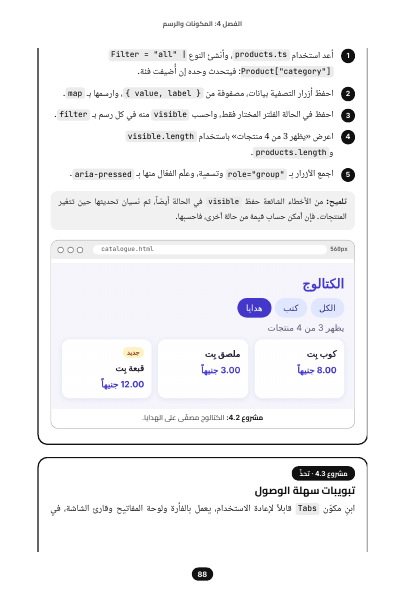 الفصل 4: المكونات والرسم
1 أعد استخدام products.ts، وأنشئ النوع Filter = "all" | Product["category"]؛ فيتحدث وحده إن أُضيفت فئة.
2 احفظ أزرار التصفية بيانات، مصفوفة من { value, label }، وارسمها بـ map.
3 احفظ في الحالة الفلتر المختار فقط، واحسب visible منه في كل رسم بـ filter.
4 اعرض «يظهر 3 من 4 منتجات» باستخدام visible.length
و products.length.
5 اجمع الأزرار بـ role="group" وتسمية، وعلّم الفعّال منها بـ aria-pressed.
تلميح: من الأخطاء الشائعة حفظ visible في الحالة أيضاً، ثم نسيان تحديثها حين تتغير
المنتجات. فإن أمكن حساب قيمة من حالة أخرى، فاحسبها.
catalogue.html 560px
الكتالوج
الكل كتب هدايا
يظهر 3 من 4 منتجات
كوب پِت
8.00 جنيهاً
ملصق پِت
3.00 جنيهاً
جديد
قبعة پِت
12.00 جنيهاً
مشروع 4.2: الكتالوج مصفّى على الهدايا.
مشروع 4.3 · تحدٍّ
تبويبات سهلة الوصول
ابنِ مكوّن Tabs قابلاً لإعادة الاستخدام، يعمل بالفأرة ولوحة المفاتيح وقارئ الشاشة، في
88